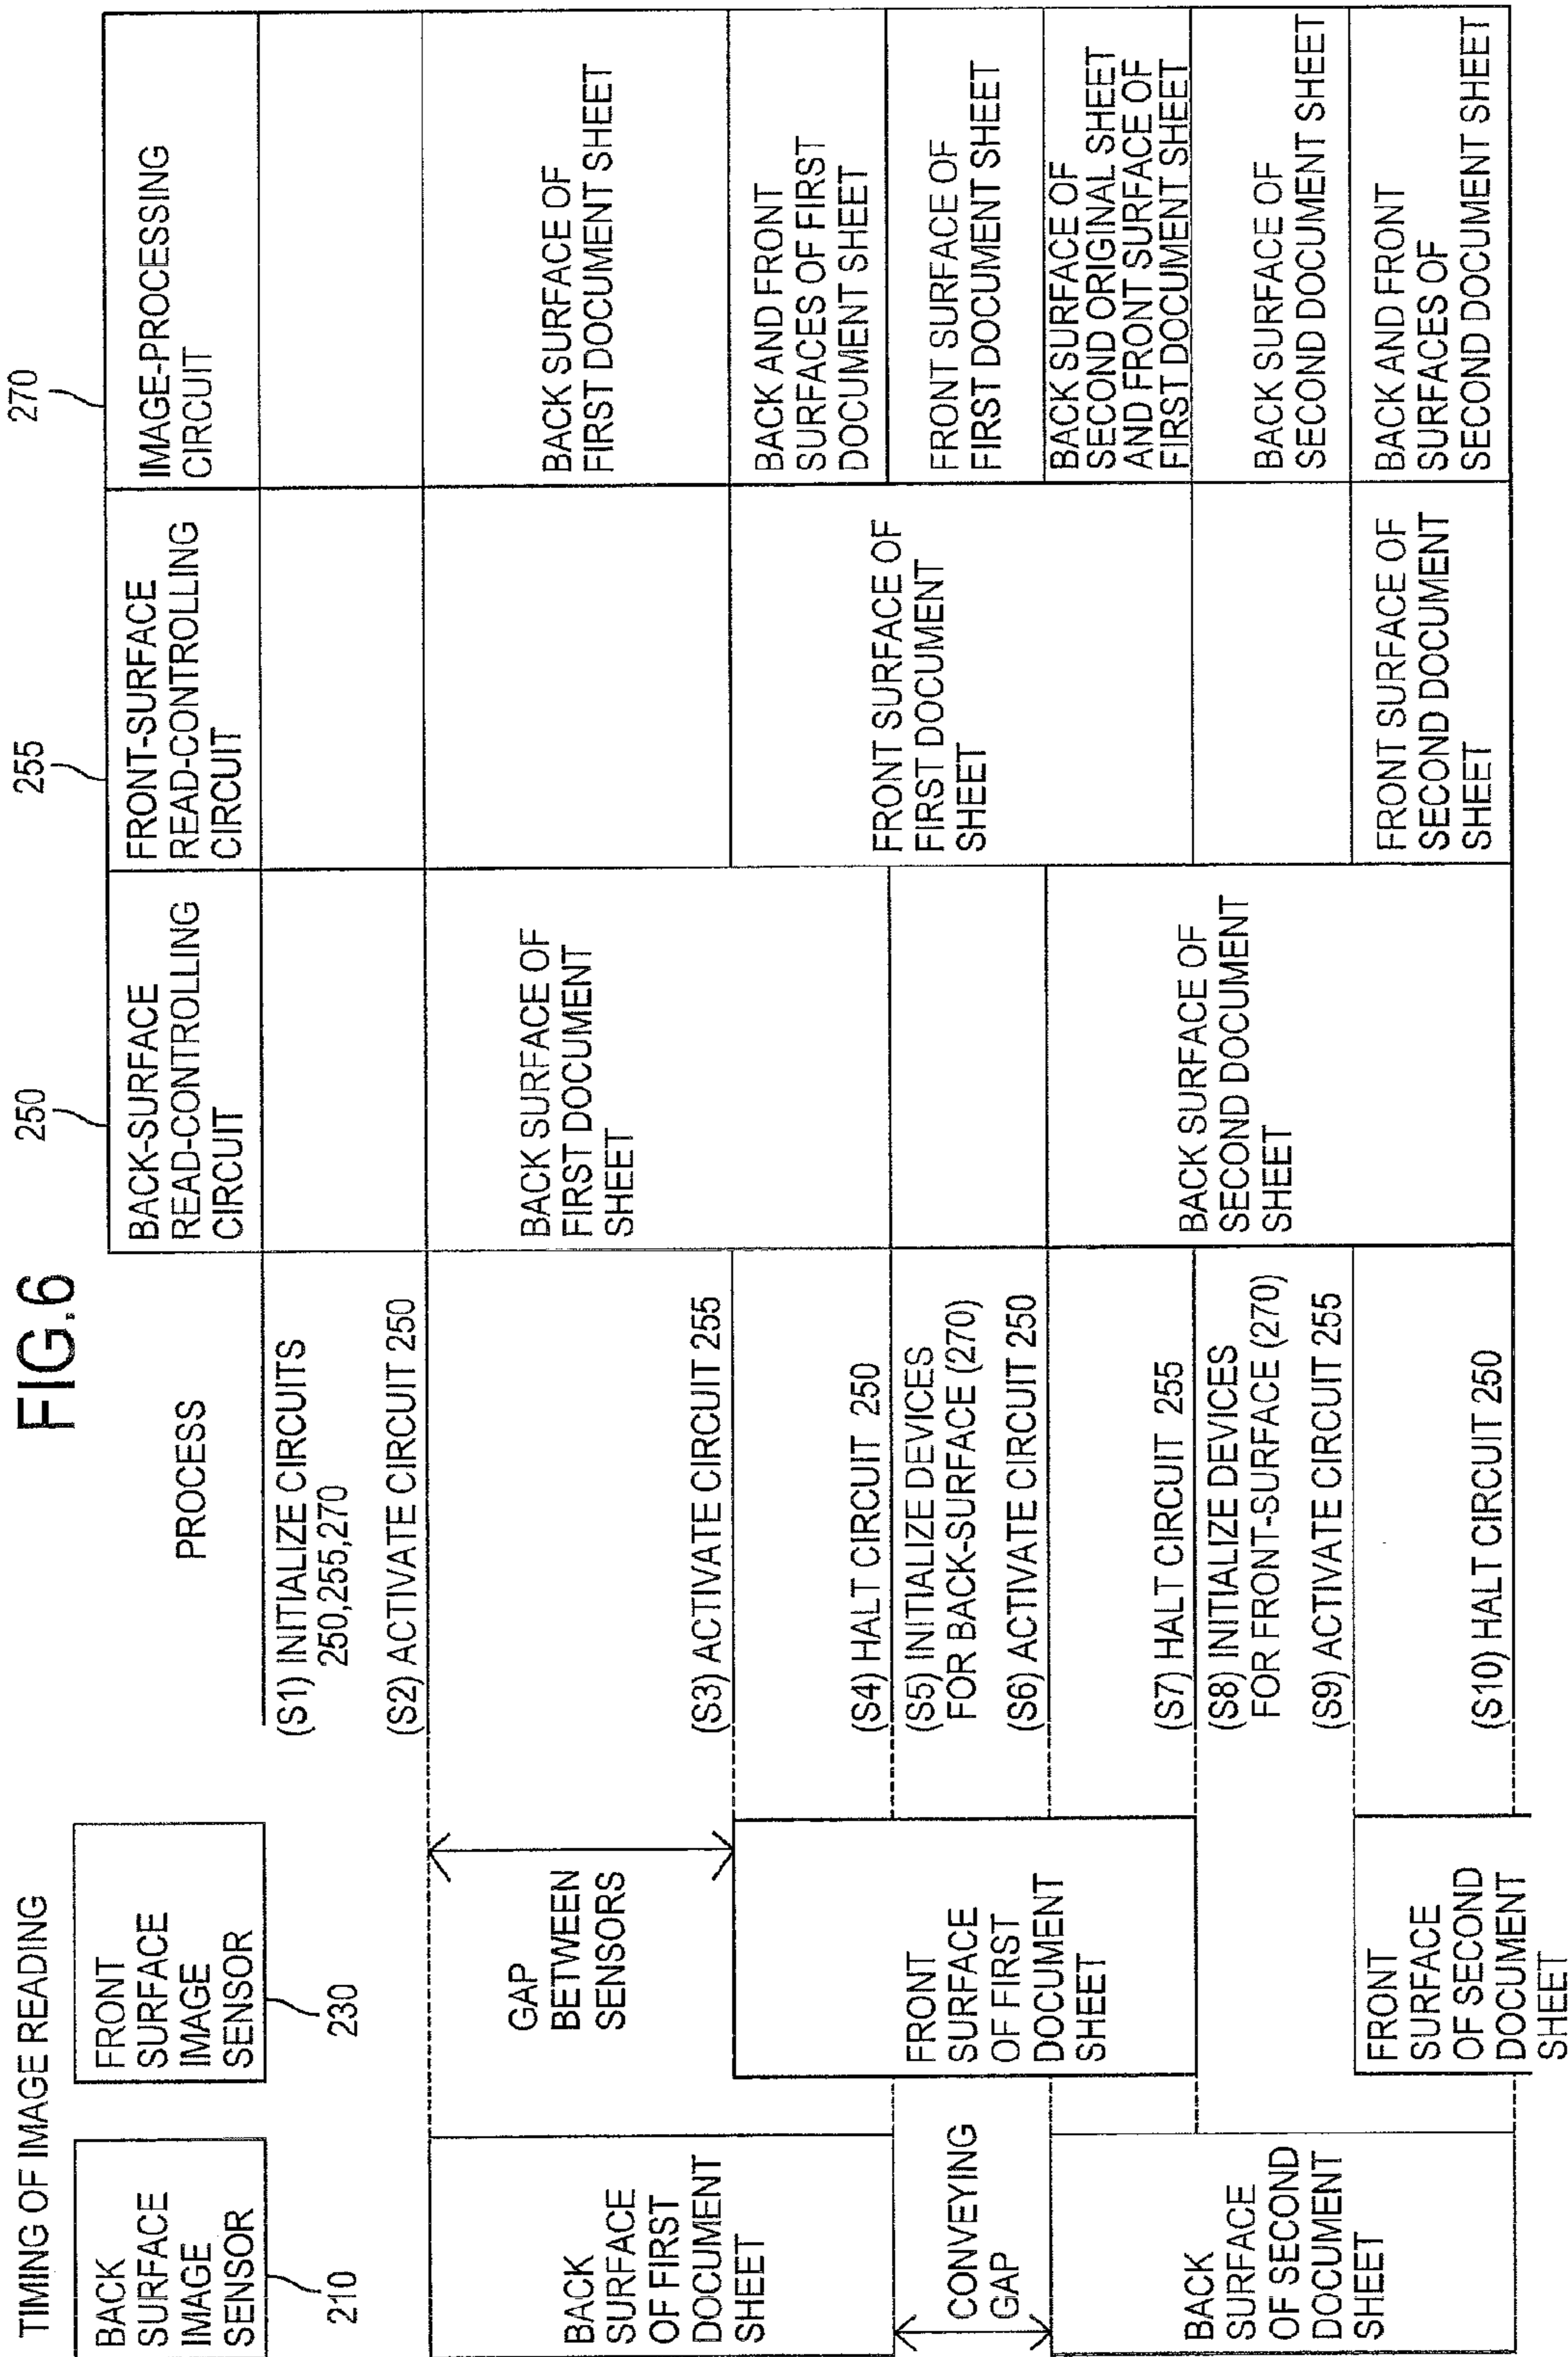 FIG.6
TIMING OF IMAGE READING
BACK
SURFACE
IMAGE
SENSOR
210
FRONT
SURFACE
IMAGE
SENSOR
230
PROCESS
250
BACK-SURFACE
READ-CONTROLLING
CIRCUIT
255
FRONT-SURFACE
READ-CONTROLLING
CIRCUIT
270
IMAGE-PROCESSING
CIRCUIT
BACK
SURFACE
OF FIRST
DOCUMENT
SHEET
CONVEYING
GAP
BACK
SURFACE
OF SECOND
DOCUMENT
SHEET
GAP
BETWEEN
SENSORS
FRONT
SURFACE
OF FIRST
DOCUMENT
SHEET
FRONT
SURFACE
OF SECOND
DOCUMENT
SHEET
(S1) INITIALIZE CIRCUITS
250,255,270
(S2) ACTIVATE CIRCUIT 250
(S3) ACTIVATE CIRCUIT 255
(S4) HALT CIRCUIT 250
(S5) INITIALIZE DEVICES
FOR BACK-SURFACE (270)
(S6) ACTIVATE CIRCUIT 250
(S7) HALT CIRCUIT 255
(S8) INITIALIZE DEVICES
FOR FRONT-SURFACE (270)
(S9) ACTIVATE CIRCUIT 255
(S10) HALT CIRCUIT 250
BACK SURFACE OF
FIRST DOCUMENT
SHEET
BACK SURFACE OF
SECOND DOCUMENT
SHEET
FRONT SURFACE OF
FIRST DOCUMENT
SHEET
FRONT SURFACE OF
SECOND DOCUMENT
SHEET
BACK SURFACE OF
FIRST DOCUMENT SHEET
BACK AND FRONT
SURFACES OF FIRST
DOCUMENT SHEET
FRONT SURFACE OF
FIRST DOCUMENT SHEET
BACK SURFACE OF
SECOND ORIGINAL SHEET
AND FRONT SURFACE OF
FIRST DOCUMENT SHEET
BACK SURFACE OF
SECOND DOCUMENT SHEET
BACK AND FRONT
SURFACES OF
SECOND DOCUMENT SHEET